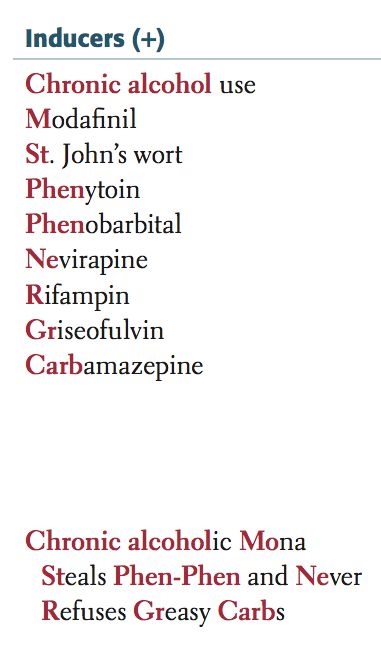 Inducers (+)
Chronic alcohol use
Modafinil
St. John’s wort
Phenytoin
Phenobarbital
Nevirapine
Rifampin
Griseofulvin
Carbamazepine
Chronic alcoholic Mona
Steals Phen-Phen and Never
Refuses Greasy Carbs